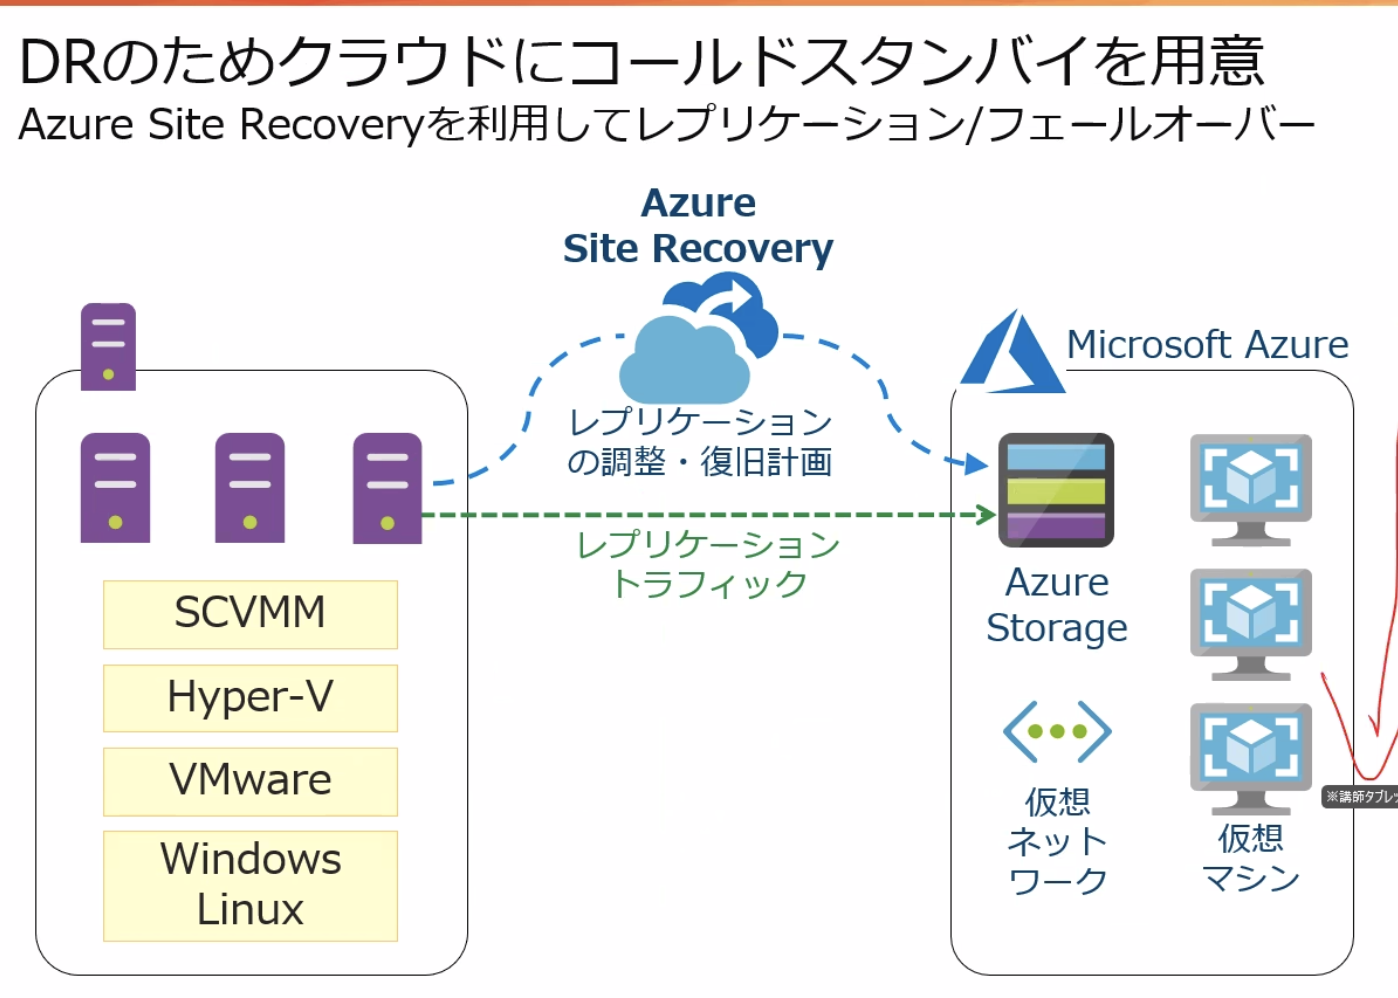 DRのためクラウドにコールドスタンバイを用意
Azure Site Recoveryを利用してレプリケーション/フェールオーバー
Azure
Site Recovery
Microsoft Azure
レプリケーション
の調整・復旧計画
レプリケーション
トラフィック
SCVMM
Hyper-V
VMware
Windows
Linux
Azure
Storage
仮想
ネット
ワーク
仮想
マシン
※講師タブレッ